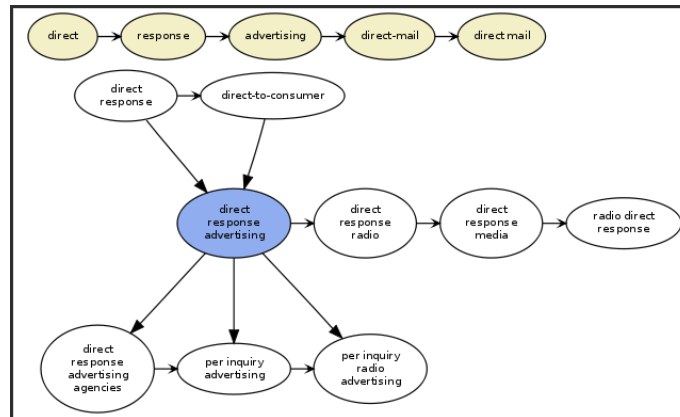 direct
response
advertising
direct-mail
direct mail
direct
response
direct-to-consumer
direct
response
advertising
direct
response
radio
direct
response
media
radio direct
response
direct
response
advertising
agencies
per inquiry
advertising
per inquiry
radio
advertising